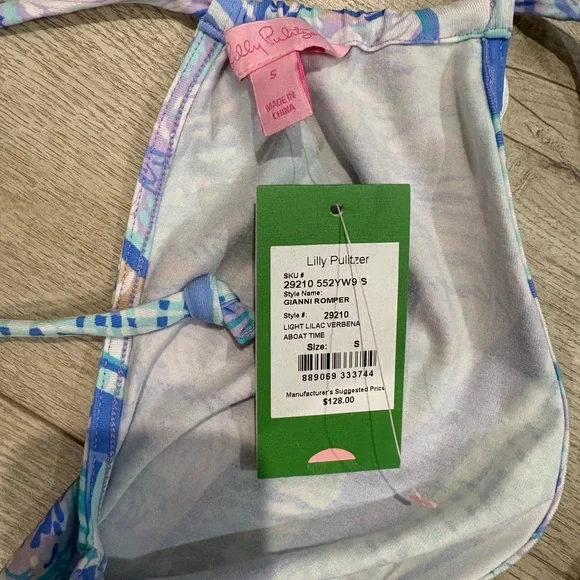 Lilly Pulitzer
S
MADE IN
CHINA
Lilly Pulitzer
SKU #
29210 552YW9 S
Style Name:
GIANNI ROMPER
Style #: 29210
LIGHT LILAC VERBENA
ABOAT TIME
Size: S
889069 333744
Manufacturer's Suggested Price
$128.00